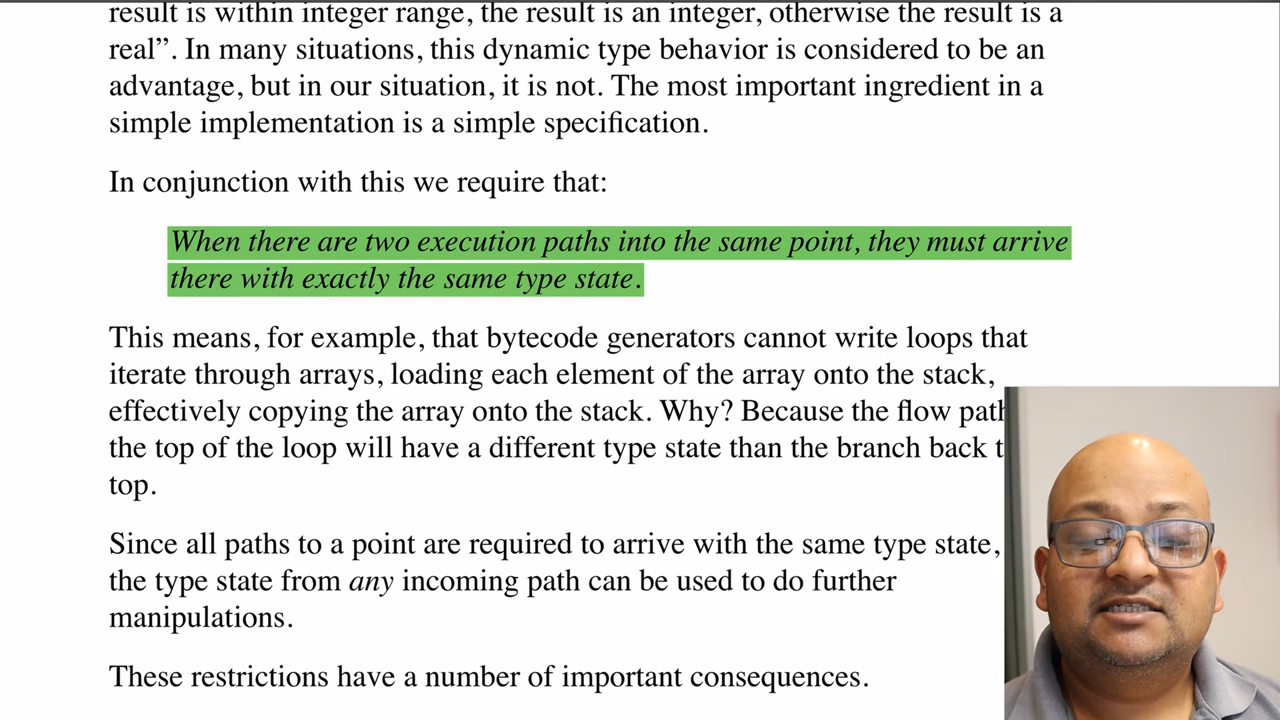 result is within integer range, the result is an integer, otherwise the result is a
real”. In many situations, this dynamic type behavior is considered to be an
advantage, but in our situation, it is not. The most important ingredient in a
simple implementation is a simple specification.
In conjunction with this we require that:
When there are two execution paths into the same point, they must arrive
there with exactly the same type state.
This means, for example, that bytecode generators cannot write loops that
iterate through arrays, loading each element of the array onto the stack,
effectively copying the array onto the stack. Why? Because the flow path
the top of the loop will have a different type state than the branch back
top.
Since all paths to a point are required to arrive with the same type state,
the type state from any incoming path can be used to do further
manipulations.
These restrictions have a number of important consequences.